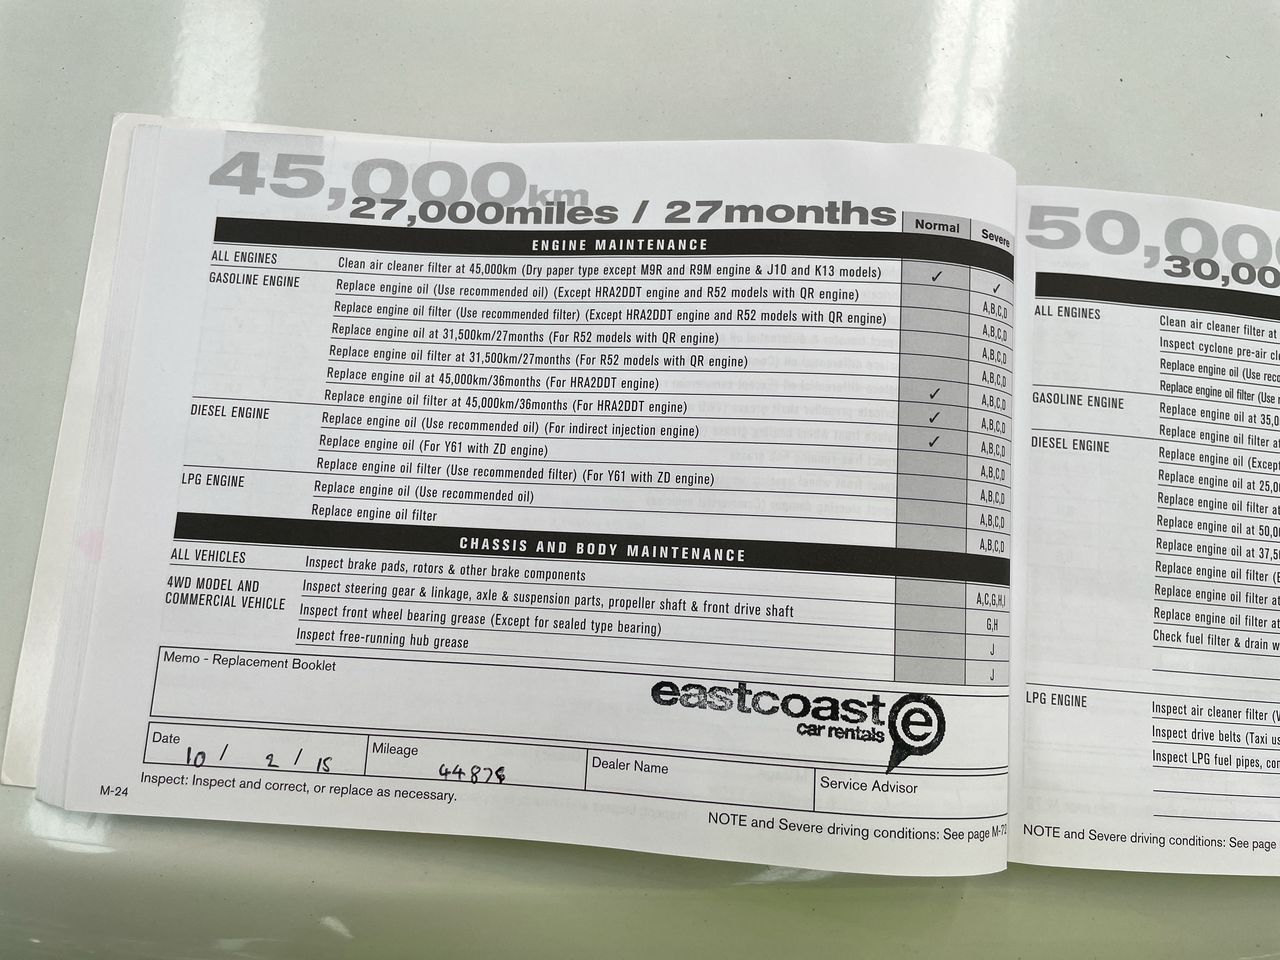 45,000km
27,000miles / 27months
Normal Severe
ENGINE MAINTENANCE
ALL ENGINES Clean air cleaner filter at 45,000km (Dry paper type except M9R and R9M engine & J10 and K13 models) ✓ ✓
GASOLINE ENGINE Replace engine oil (Use recommended oil) (Except HRA2DDT engine and R52 models with QR engine) A,B,C,D
Replace engine oil filter (Use recommended filter) (Except HRA2DDT engine and R52 models with QR engine) A,B,C,D
Replace engine oil at 31,500km/27months (For R52 models with QR engine) A,B,C,D
Replace engine oil filter at 31,500km/27months (For R52 models with QR engine) A,B,C,D
Replace engine oil at 45,000km/36months (For HRA2DDT engine) ✓ A,B,C,D
Replace engine oil filter at 45,000km/36months (For HRA2DDT engine) ✓ A,B,C,D
DIESEL ENGINE Replace engine oil (Use recommended oil) (For indirect injection engine) ✓ A,B,C,D
Replace engine oil (For Y61 with ZD engine) A,B,C,D
Replace engine oil filter (Use recommended filter) (For Y61 with ZD engine) A,B,C,D
LPG ENGINE Replace engine oil (Use recommended oil) A,B,C,D
Replace engine oil filter A,B,C,D
CHASSIS AND BODY MAINTENANCE
ALL VEHICLES Inspect brake pads, rotors & other brake components A,C,G,H,I
4WD MODEL AND COMMERCIAL VEHICLE Inspect steering gear & linkage, axle & suspension parts, propeller shaft & front drive shaft G,H
Inspect front wheel bearing grease (Except for sealed type bearing) J
Inspect free-running hub grease J
Memo - Replacement Booklet
eastcoast e
car rentals
Date 10 / 2 / 15
Mileage 44876
Dealer Name
Service Advisor
Inspect: Inspect and correct, or replace as necessary.
M-24
NOTE and Severe driving conditions: See page M-72
50,00
30,00
ALL ENGINES Clean air cleaner filter at
Inspect cyclone pre-air cle
Replace engine oil (Use reco
Replace engine oil filter (Use r
GASOLINE ENGINE Replace engine oil at 35,0
Replace engine oil filter at
DIESEL ENGINE Replace engine oil (Except
Replace engine oil at 25,0
Replace engine oil filter at
Replace engine oil at 50,0
Replace engine oil filter at
Replace engine oil at 37,5
Replace engine oil filter (E
Replace engine oil filter at
Replace engine oil filter at
Replace engine oil filter at
Check fuel filter & drain w
LPG ENGINE Inspect air cleaner filter (V
Inspect drive belts (Taxi us
Inspect LPG fuel pipes, con
NOTE and Severe driving conditions: See page